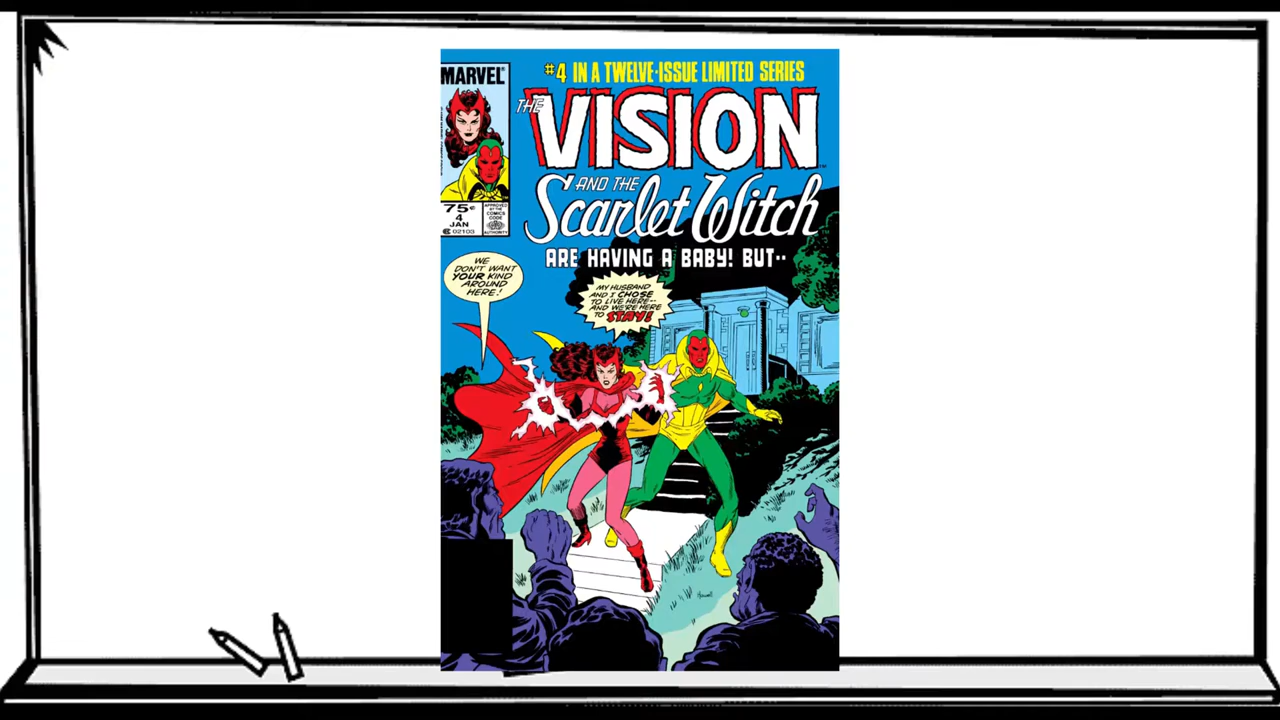 #4 IN A TWELVE-ISSUE LIMITED SERIES
MARVEL
THE
VISION
AND THE
Scarlet Witch
ARE HAVING A BABY! BUT--
75¢
4
JAN
02103
APPROVED
BY THE
COMICS
CODE
AUTHORITY
WE
DON'T WANT
YOUR KIND
AROUND
HERE!
MY HUSBAND
AND I CHOSE
TO LIVE HERE--
AND WE'RE HERE
TO STAY!